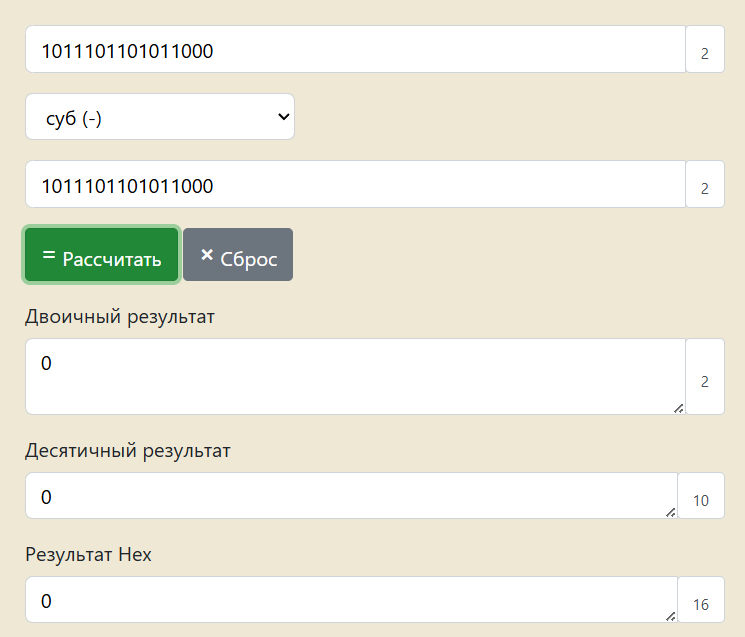 1011101101011000 2
суб (-)
1011101101011000 2
= Рассчитать × Сброс
Двоичный результат
0 2
Десятичный результат
0 10
Результат Hex
0 16